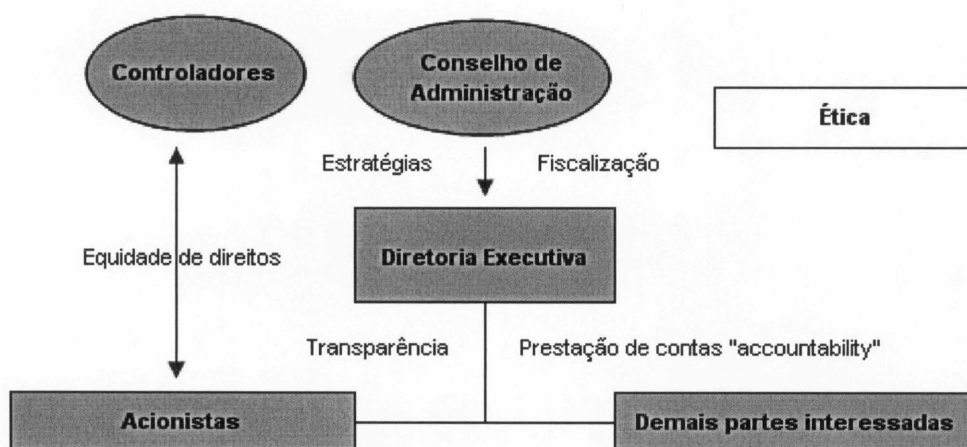 Controladores
Conselho de
Administração
Ética
Estratégias
Fiscalização
Diretoria Executiva
Equidade de direitos
Transparência
Prestação de contas "accountability"
Acionistas
Demais partes interessadas